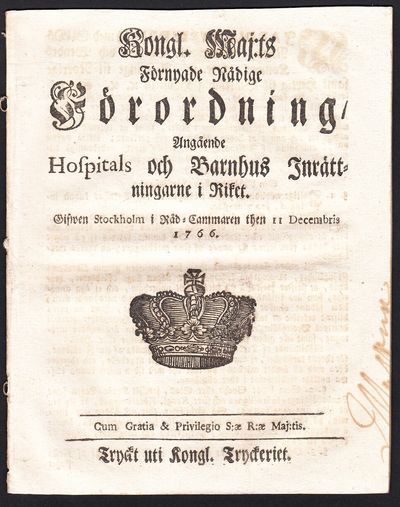 Kongl. Maj:ts
Förnyade Nådige
Förordning/
Angående
Hospitals och Barnhus Inrätt-
ningarne i Riket.
Gifwen Stockholm i Råd-Cammaren then 11 Decembris
1766.
Cum Gratia & Privilegio S:æ R:æ Maj:tis.
Tryckt uti Kongl. Tryckeriet.